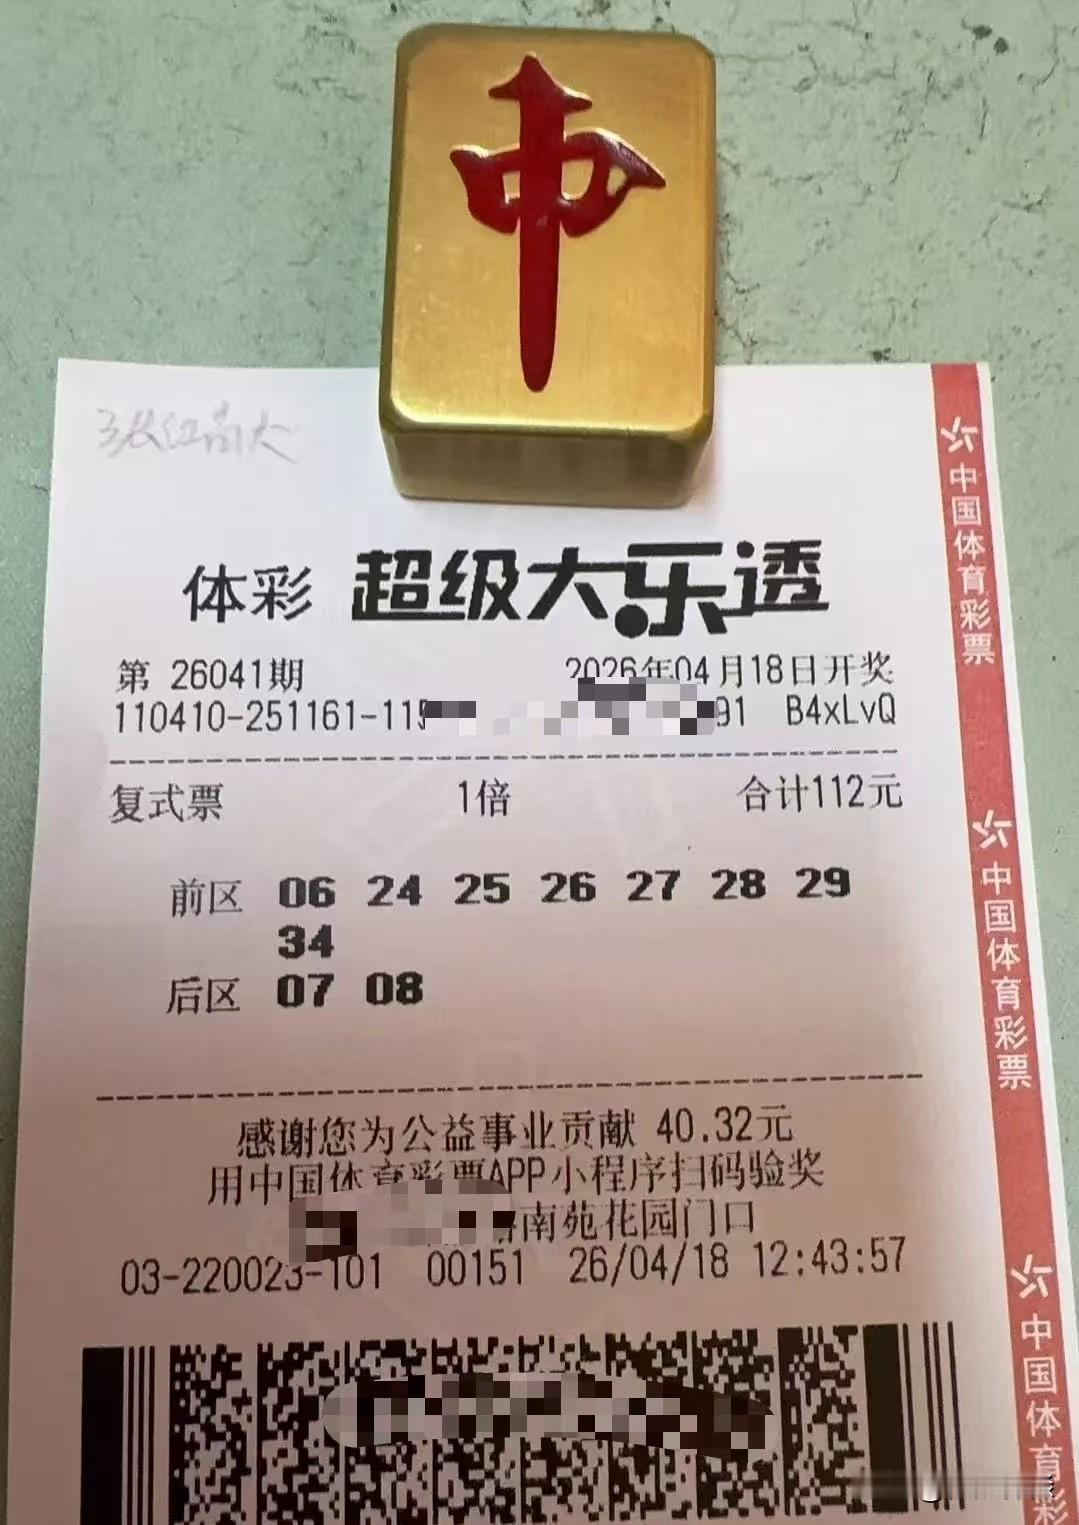 中
体彩 超级大乐透
第 26041期 2026年04月18日开奖
110410-251161-115 91 B4xLvQ
复式票 1倍 合计112元
前区 06 24 25 26 27 28 29
34
后区 07 08
感谢您为公益事业贡献 40.32元
用中国体育彩票APP小程序扫码验奖
南苑花园门口
03-220023-101 00151 26/04/18 12:43:57
中国体育彩票
中国体育彩票
中国体育彩